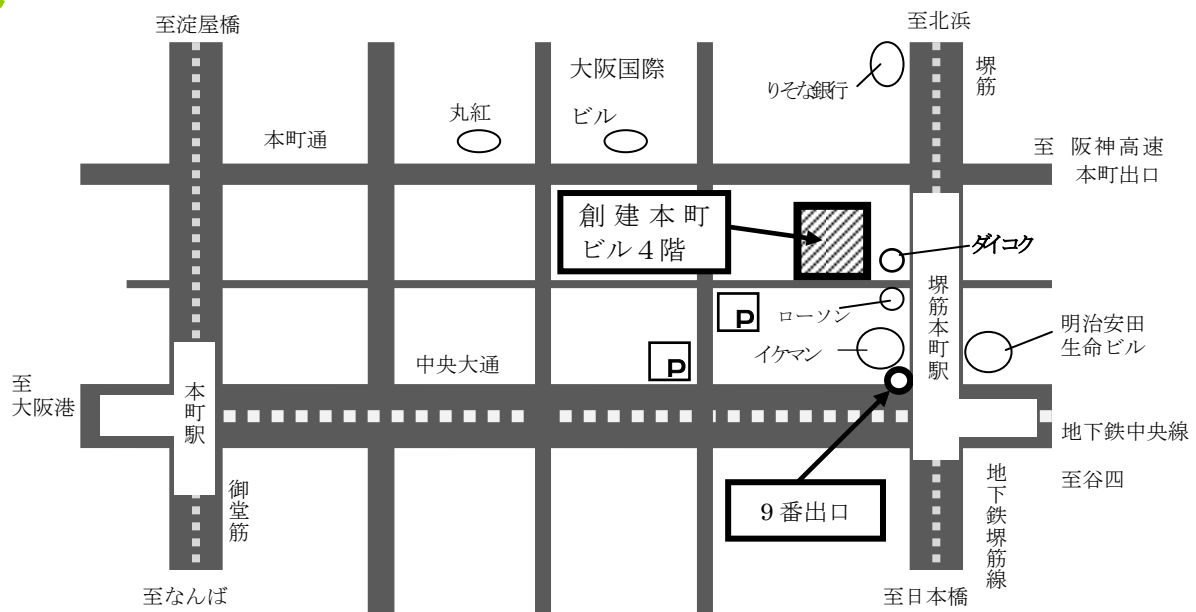 至淀屋橋
至北浜
大阪国際
ビル
堺筋
りそな銀行
丸紅
本町通
至 阪神高速
本町出口
創建本町
ビル4階
ダイコク
堺筋本町駅
P
ローソン
明治安田
生命ビル
イケマン
P
中央大通
至
大阪港
本町駅
地下鉄中央線
至谷四
地下鉄堺筋線
御堂筋
9番出口
至なんば
至日本橋